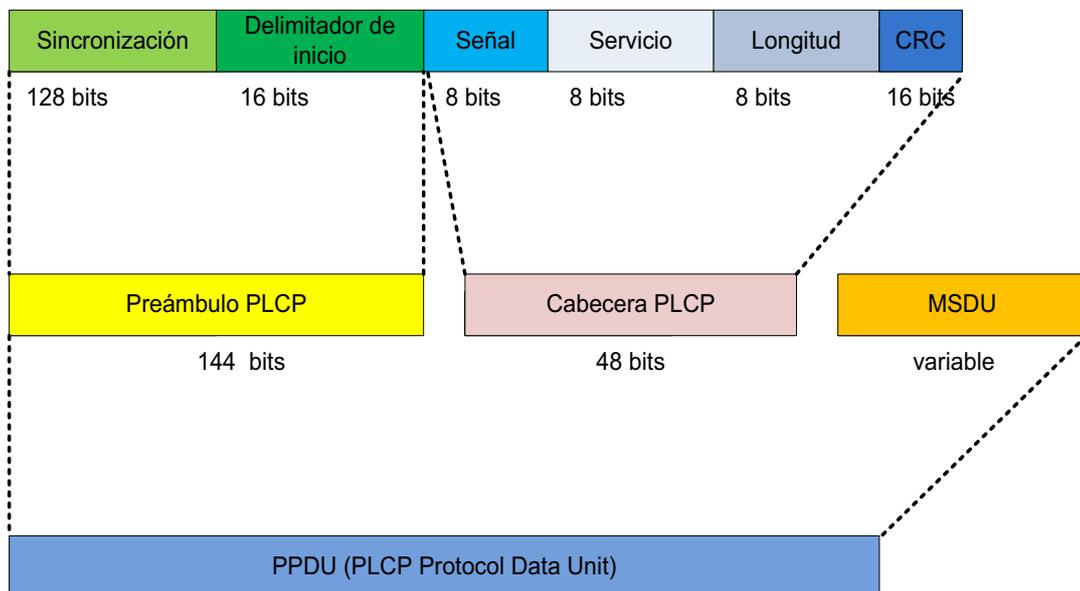 Sincronización
Delimitador de
inicio
Señal
Servicio
Longitud
CRC
128 bits
16 bits
8 bits
8 bits
8 bits
16 bits
Preámbulo PLCP
Cabecera PLCP
MSDU
144 bits
48 bits
variable
PPDU (PLCP Protocol Data Unit)